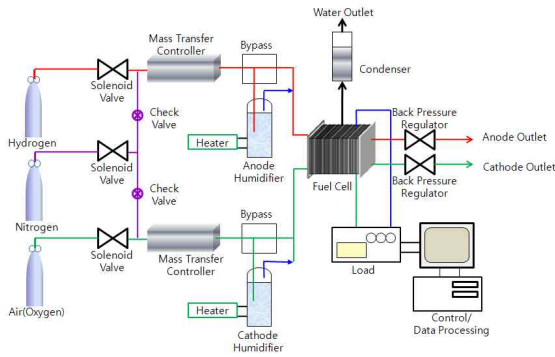 Water Outlet
Mass Transfer
Controller
Bypass
Condenser
Solenoid
Valve
Check
Valve
Back Pressure
Regulator
Hydrogen
Heater
Anode
Humidifier
Anode Outlet
Cathode Outlet
Fuel Cell
Back Pressure
Regulator
Solenoid
Valve
Check
Valve
Nitrogen
Bypass
Solenoid
Valve
Mass Transfer
Controller
Load
Air(Oxygen)
Heater
Cathode
Humidifier
Control/
Data Processing